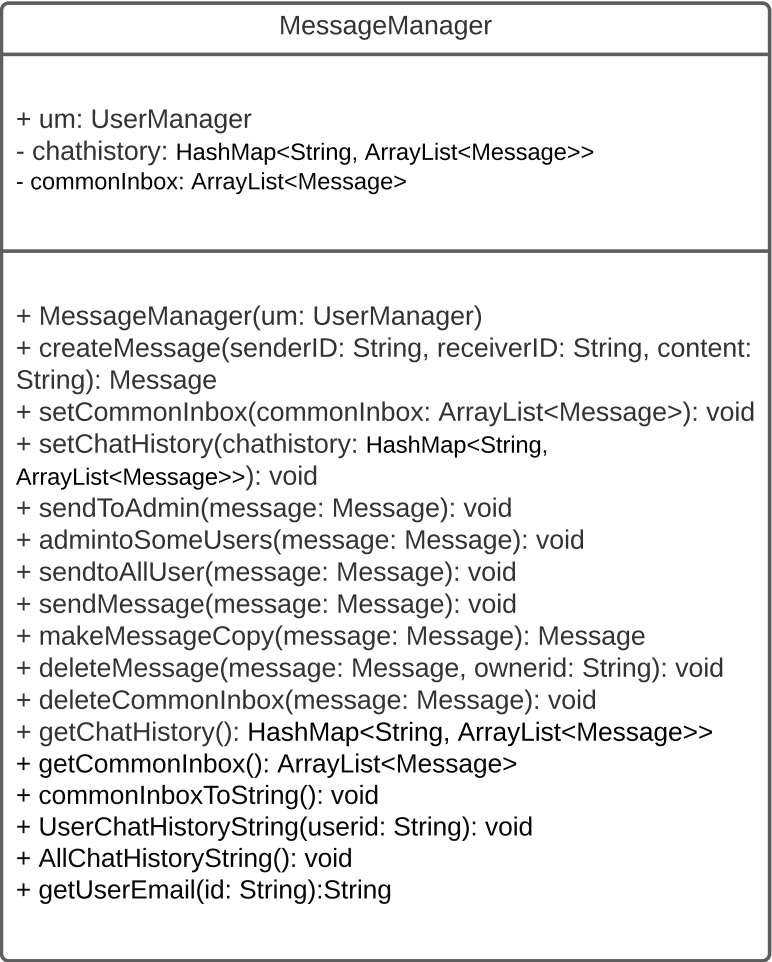 MessageManager
+ um: UserManager
- chathistory: HashMap<String, ArrayList<Message>>
- commonInbox: ArrayList<Message>
+ MessageManager(um: UserManager)
+ createMessage(senderID: String, receiverID: String, content:
String): Message
+ setCommonInbox(commonInbox: ArrayList<Message>): void
+ setChatHistory(chathistory: HashMap<String,
ArrayList<Message>>): void
+ sendToAdmin(message: Message): void
+ admintoSomeUsers(message: Message): void
+ sendtoAllUser(message: Message): void
+ sendMessage(message: Message): void
+ makeMessageCopy(message: Message): Message
+ deleteMessage(message: Message, ownerid: String): void
+ deleteCommonInbox(message: Message): void
+ getChatHistory(): HashMap<String, ArrayList<Message>>
+ getCommonInbox(): ArrayList<Message>
+ commonInboxToString(): void
+ UserChatHistoryString(userid: String): void
+ AllChatHistoryString(): void
+ getUserEmail(id: String):String